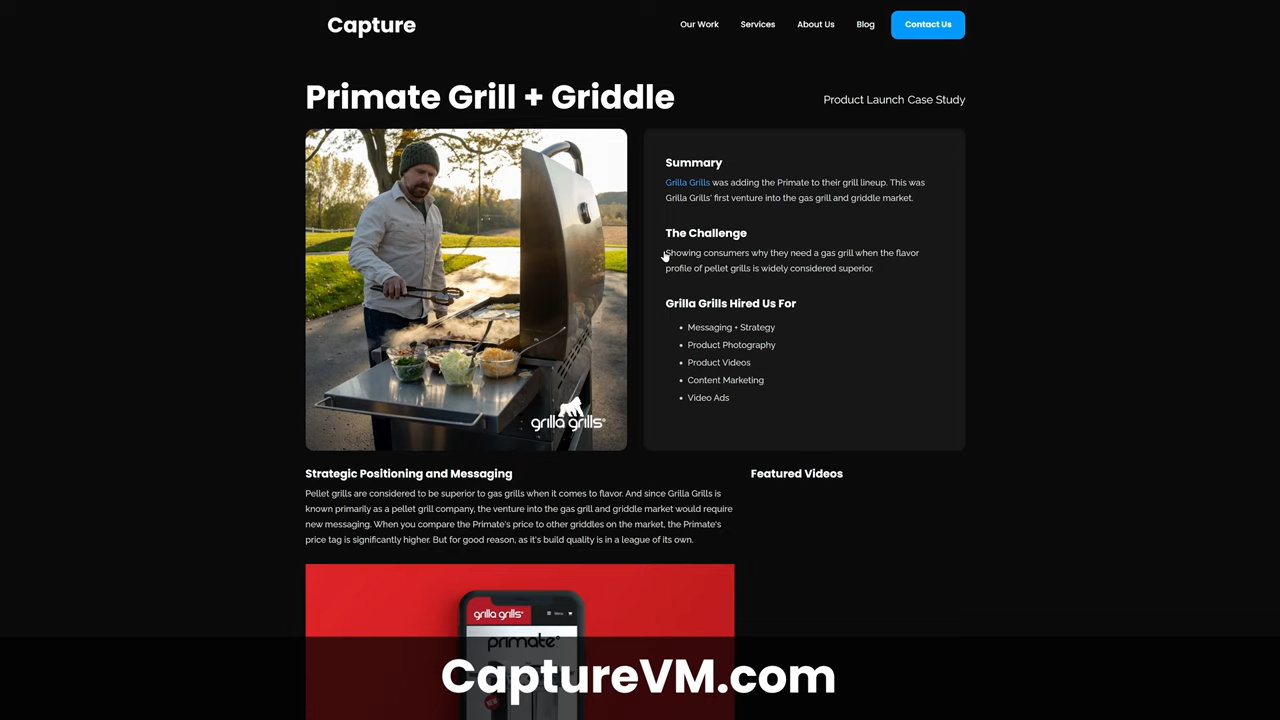 Capture
Our Work
Services
About Us
Blog
Contact Us
Primate Grill + Griddle
Product Launch Case Study
grilla grills®
Summary
Grilla Grills was adding the Primate to their grill lineup. This was
Grilla Grills' first venture into the gas grill and griddle market.
The Challenge
Showing consumers why they need a gas grill when the flavor
profile of pellet grills is widely considered superior.
Grilla Grills Hired Us For
• Messaging + Strategy
• Product Photography
• Product Videos
• Content Marketing
• Video Ads
Strategic Positioning and Messaging
Pellet grills are considered to be superior to gas grills when it comes to flavor. And since Grilla Grills is
known primarily as a pellet grill company, the venture into the gas grill and griddle market would require
new messaging. When you compare the Primate's price to other griddles on the market, the Primate's
price tag is significantly higher. But for good reason, as it's build quality is in a league of its own.
Featured Videos
grilla grills®
Menu
primate®
NEW
CaptureVM.com